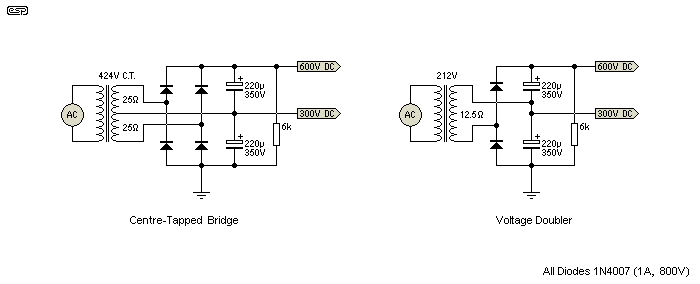 esp
424V C.T.
AC
25Ω
25Ω
220µ
350V
220µ
350V
6k
600V DC
300V DC
Centre-Tapped Bridge
212V
AC
12.5Ω
220µ
350V
220µ
350V
6k
600V DC
300V DC
Voltage Doubler
All Diodes 1N4007 (1A, 800V)